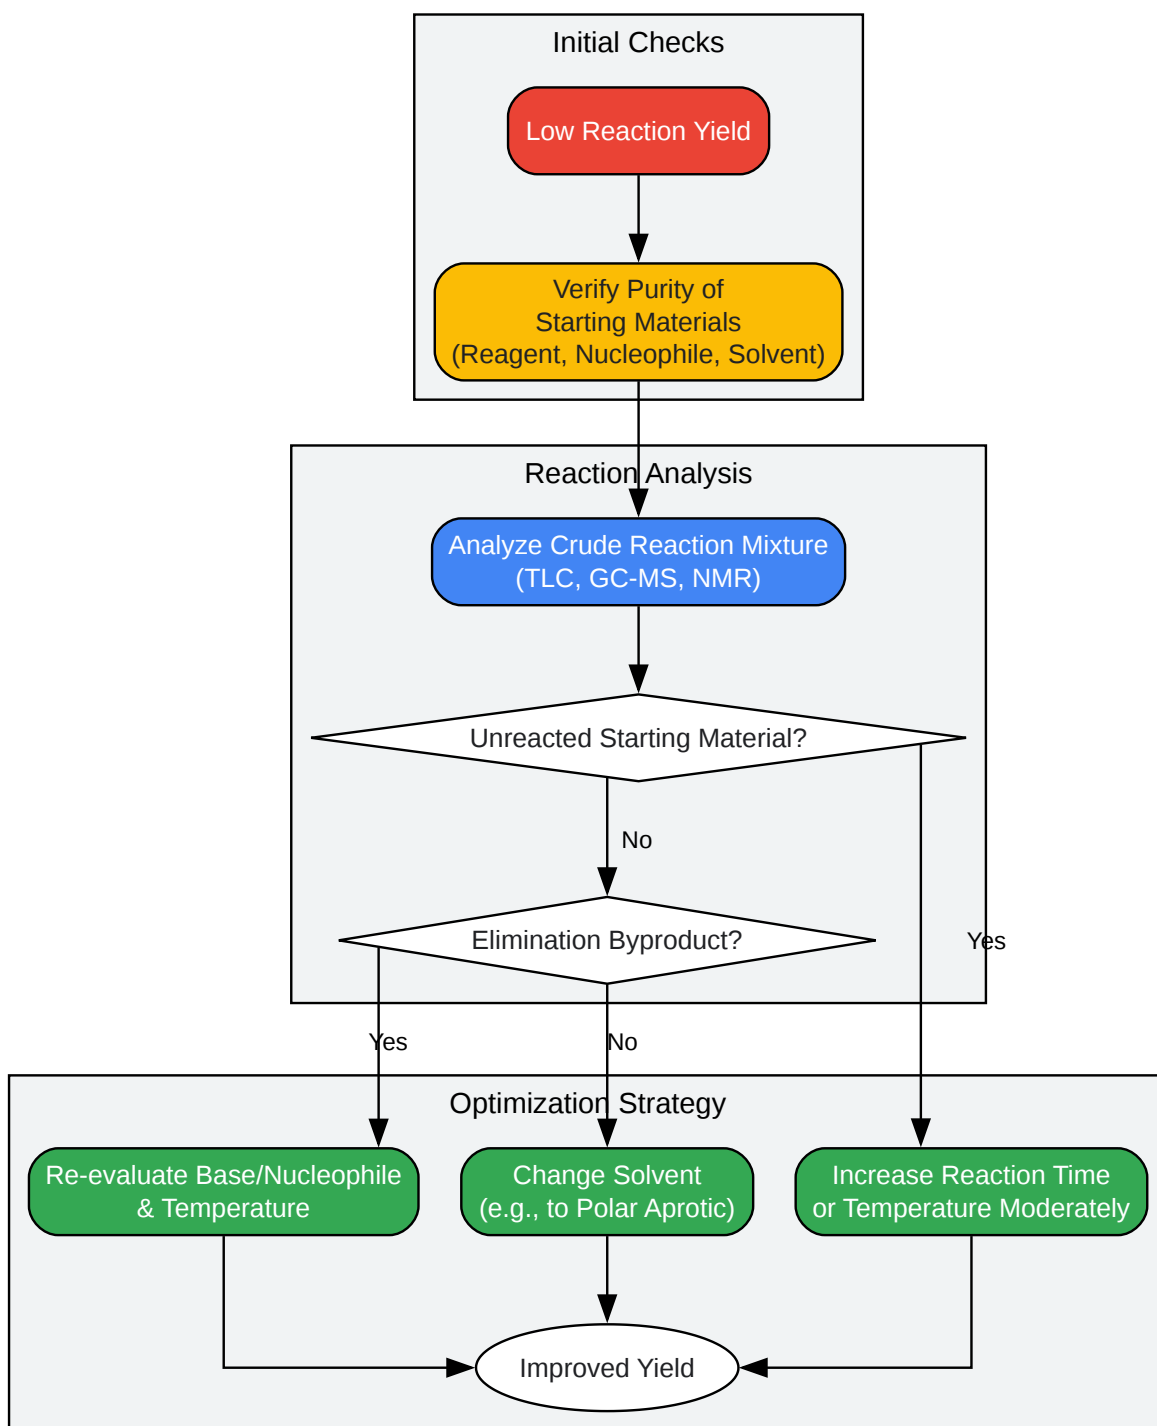 Initial Checks
Low Reaction Yield
Verify Purity of
Starting Materials
(Reagent, Nucleophile, Solvent)
Reaction Analysis
Analyze Crude Reaction Mixture
(TLC, GC-MS, NMR)
Unreacted Starting Material?
No
Elimination Byproduct?
Yes
Yes
No
Optimization Strategy
Re-evaluate Base/Nucleophile
& Temperature
Change Solvent
(e.g., to Polar Aprotic)
Increase Reaction Time
or Temperature Moderately
Improved Yield